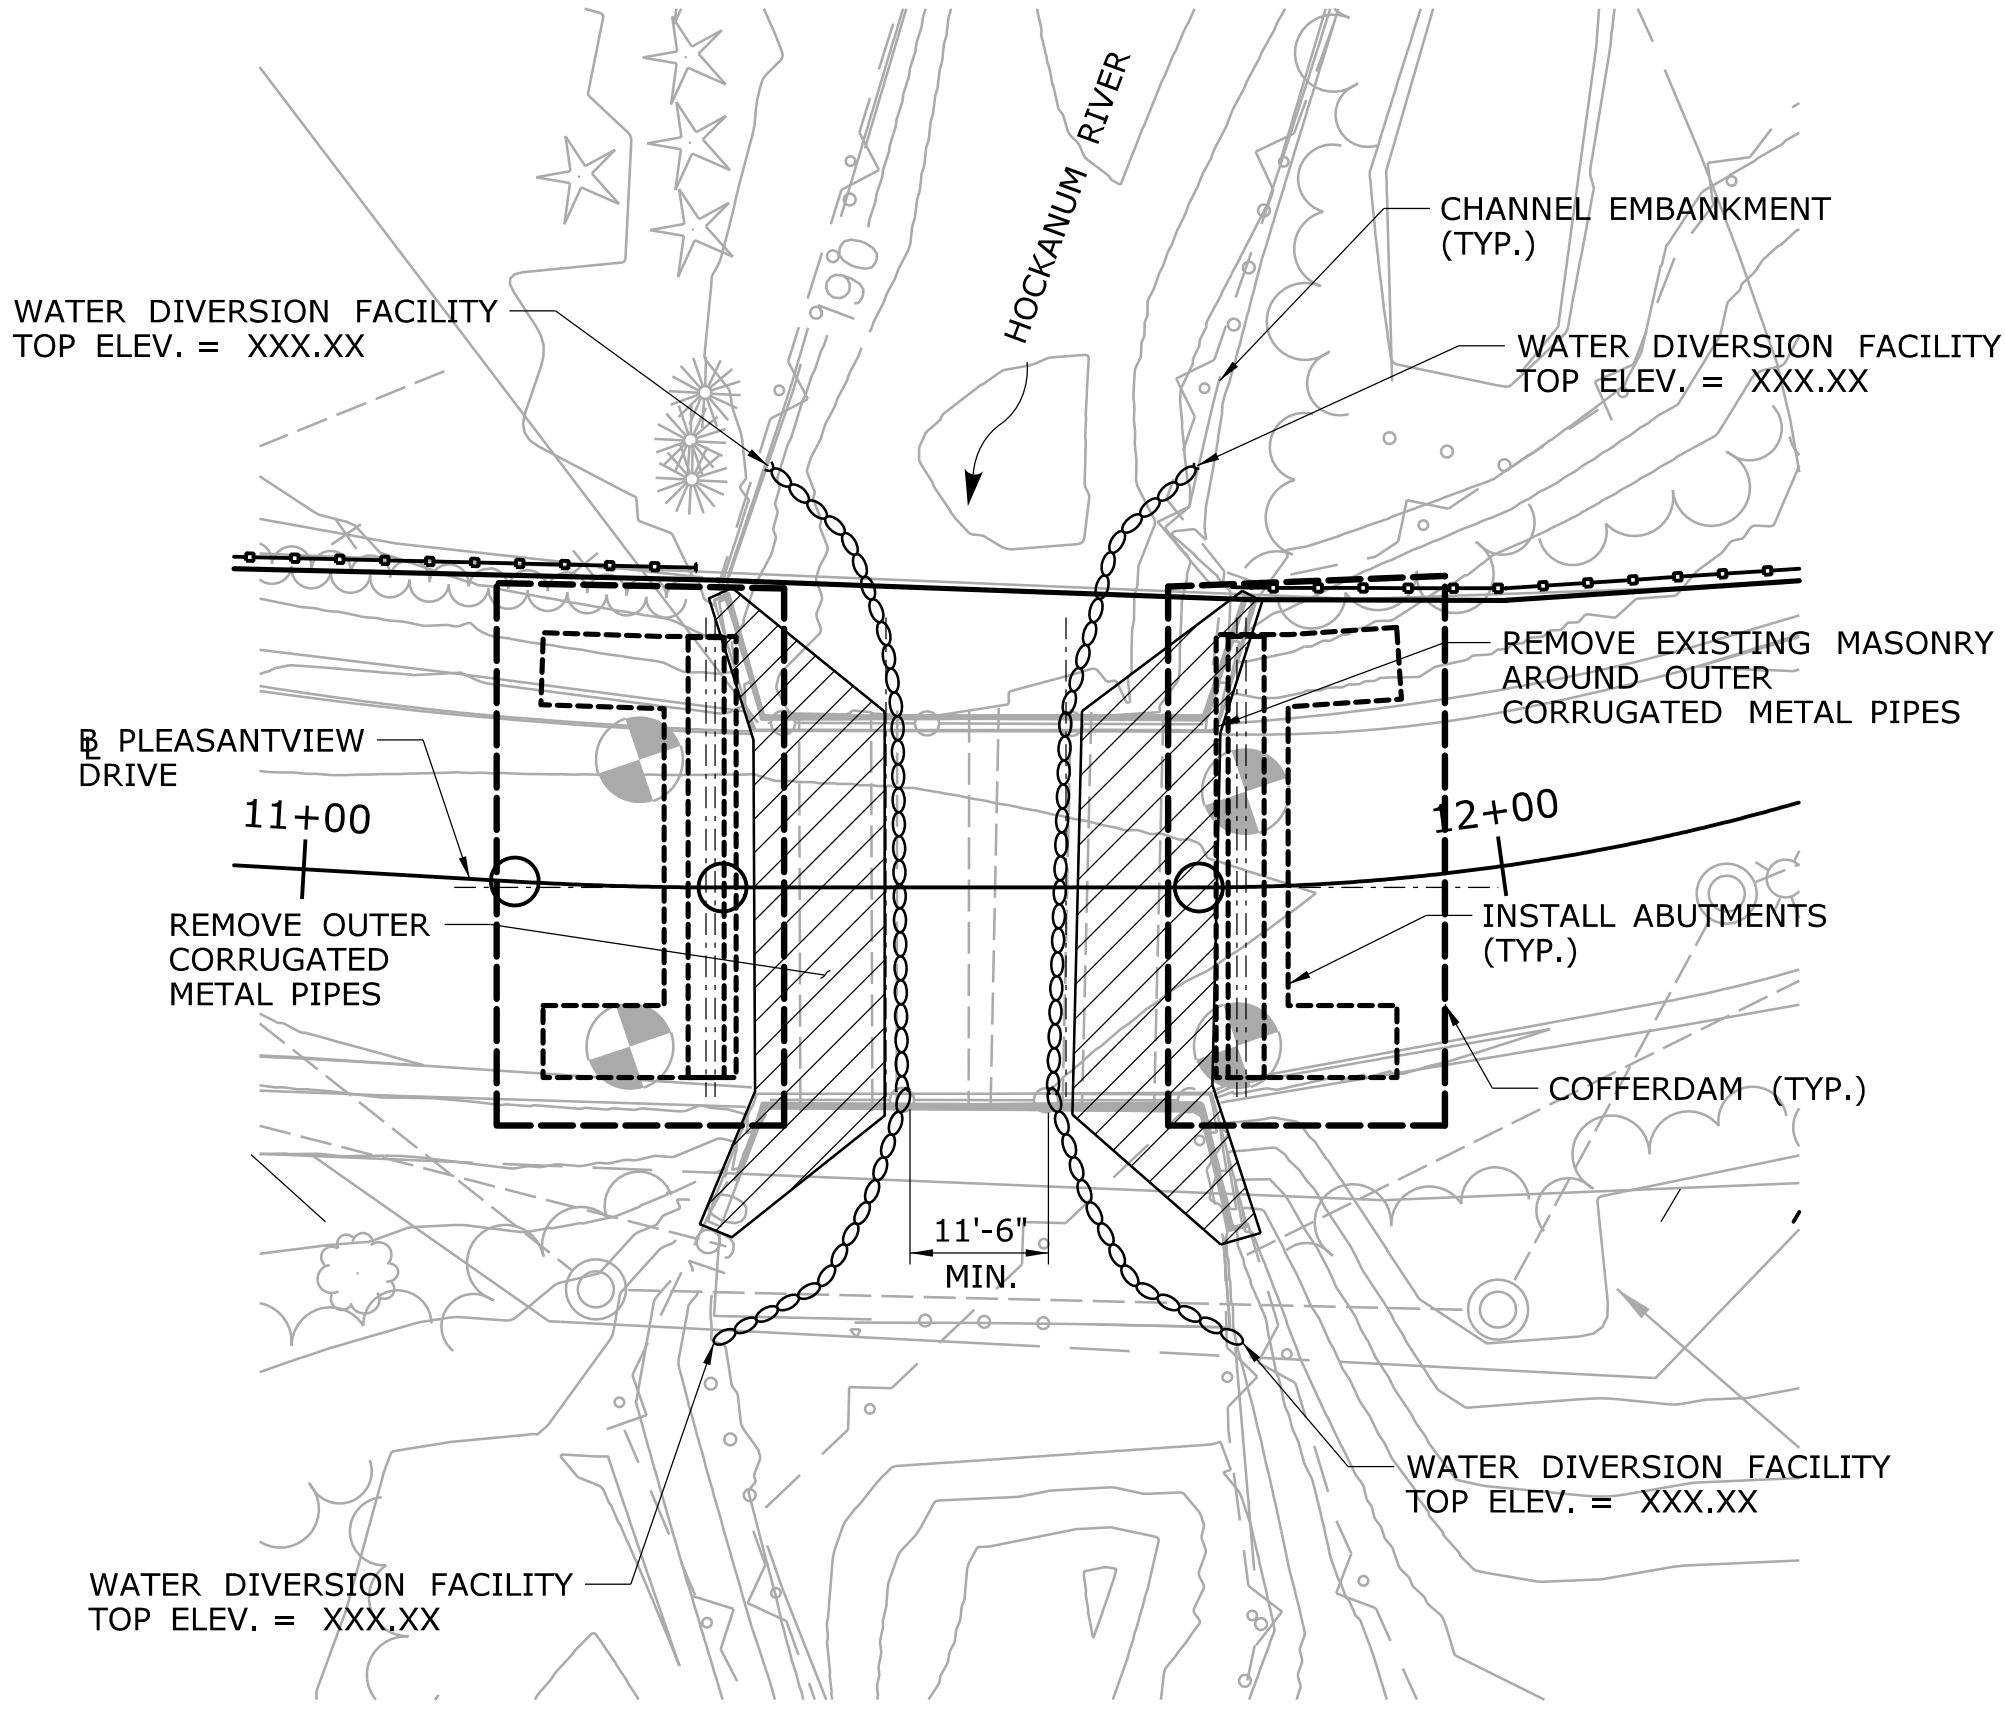 HOCKANUM RIVER
CHANNEL EMBANKMENT
(TYP.)
190
WATER DIVERSION FACILITY
TOP ELEV. = XXX.XX
WATER DIVERSION FACILITY
TOP ELEV. = XXX.XX
REMOVE EXISTING MASONRY
AROUND OUTER
CORRUGATED METAL PIPES
BL PLEASANTVIEW
DRIVE
11+00
12+00
REMOVE OUTER
CORRUGATED
METAL PIPES
INSTALL ABUTMENTS
(TYP.)
COFFERDAM (TYP.)
11'-6"
MIN.
WATER DIVERSION FACILITY
TOP ELEV. = XXX.XX
WATER DIVERSION FACILITY
TOP ELEV. = XXX.XX